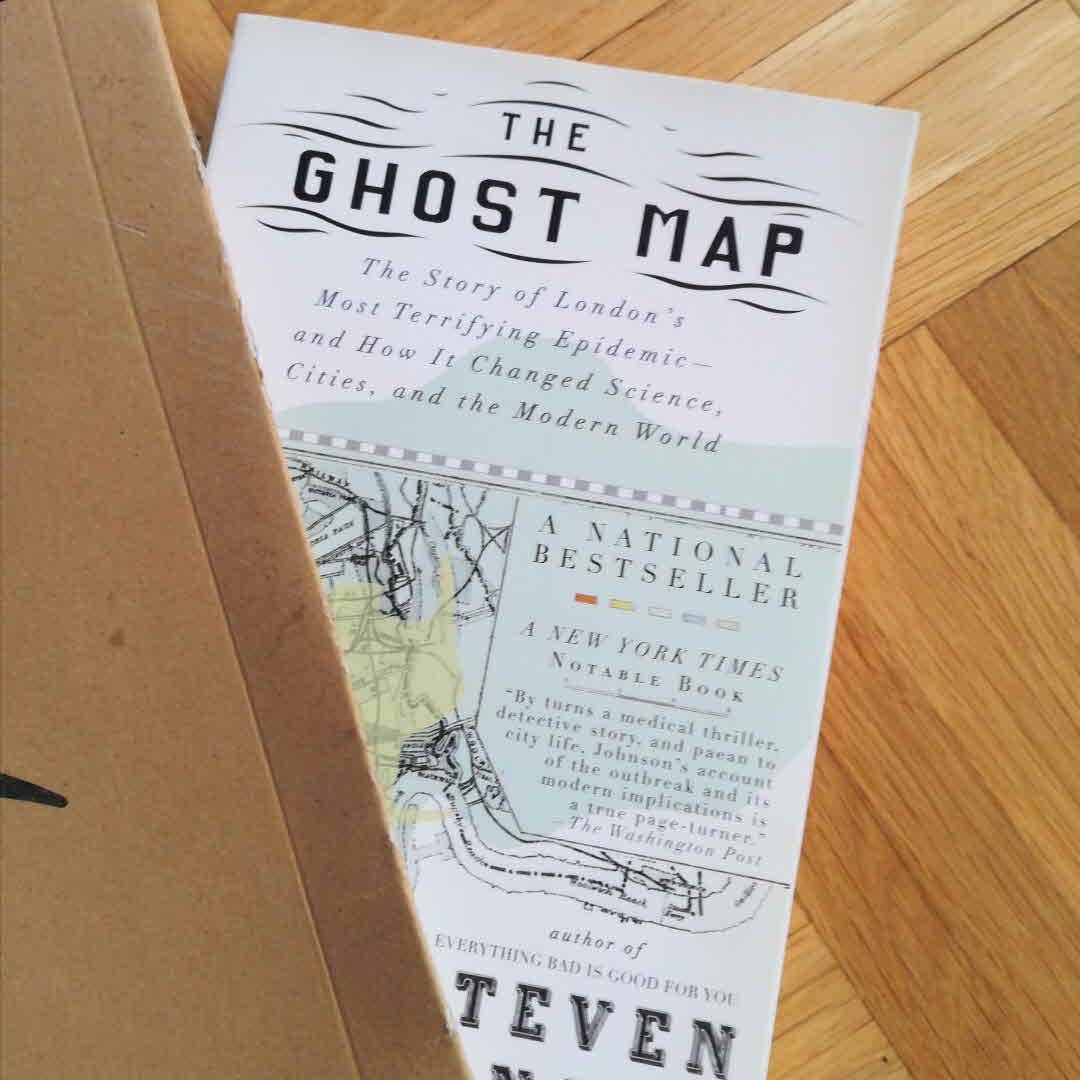 THE
GHOST MAP
The Story of London's
Most Terrifying Epidemic—
and How It Changed Science,
Cities, and the Modern World
A NATIONAL
BESTSELLER
A NEW YORK TIMES
NOTABLE BOOK
"By turns a medical thriller,
detective story, and paean to
city life, Johnson's account
of the outbreak and its
modern implications is
a true page-turner."
—The Washington Post
Woolwich Reach
author of
EVERYTHING BAD IS GOOD FOR YOU
TEVEN